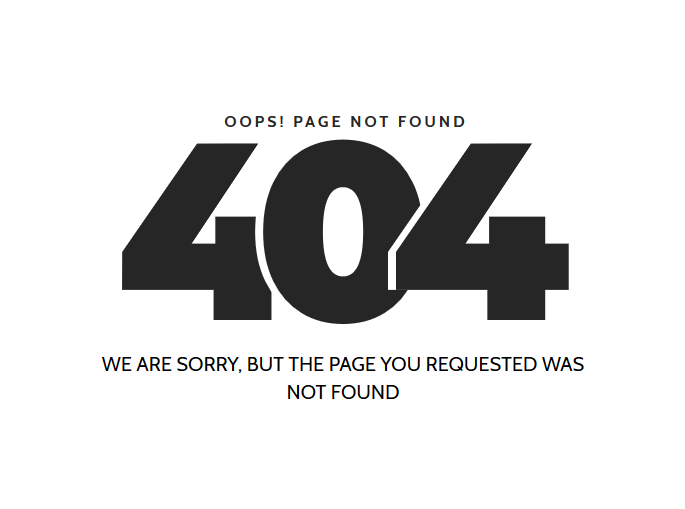 OOPS! PAGE NOT FOUND
404
WE ARE SORRY, BUT THE PAGE YOU REQUESTED WAS
NOT FOUND